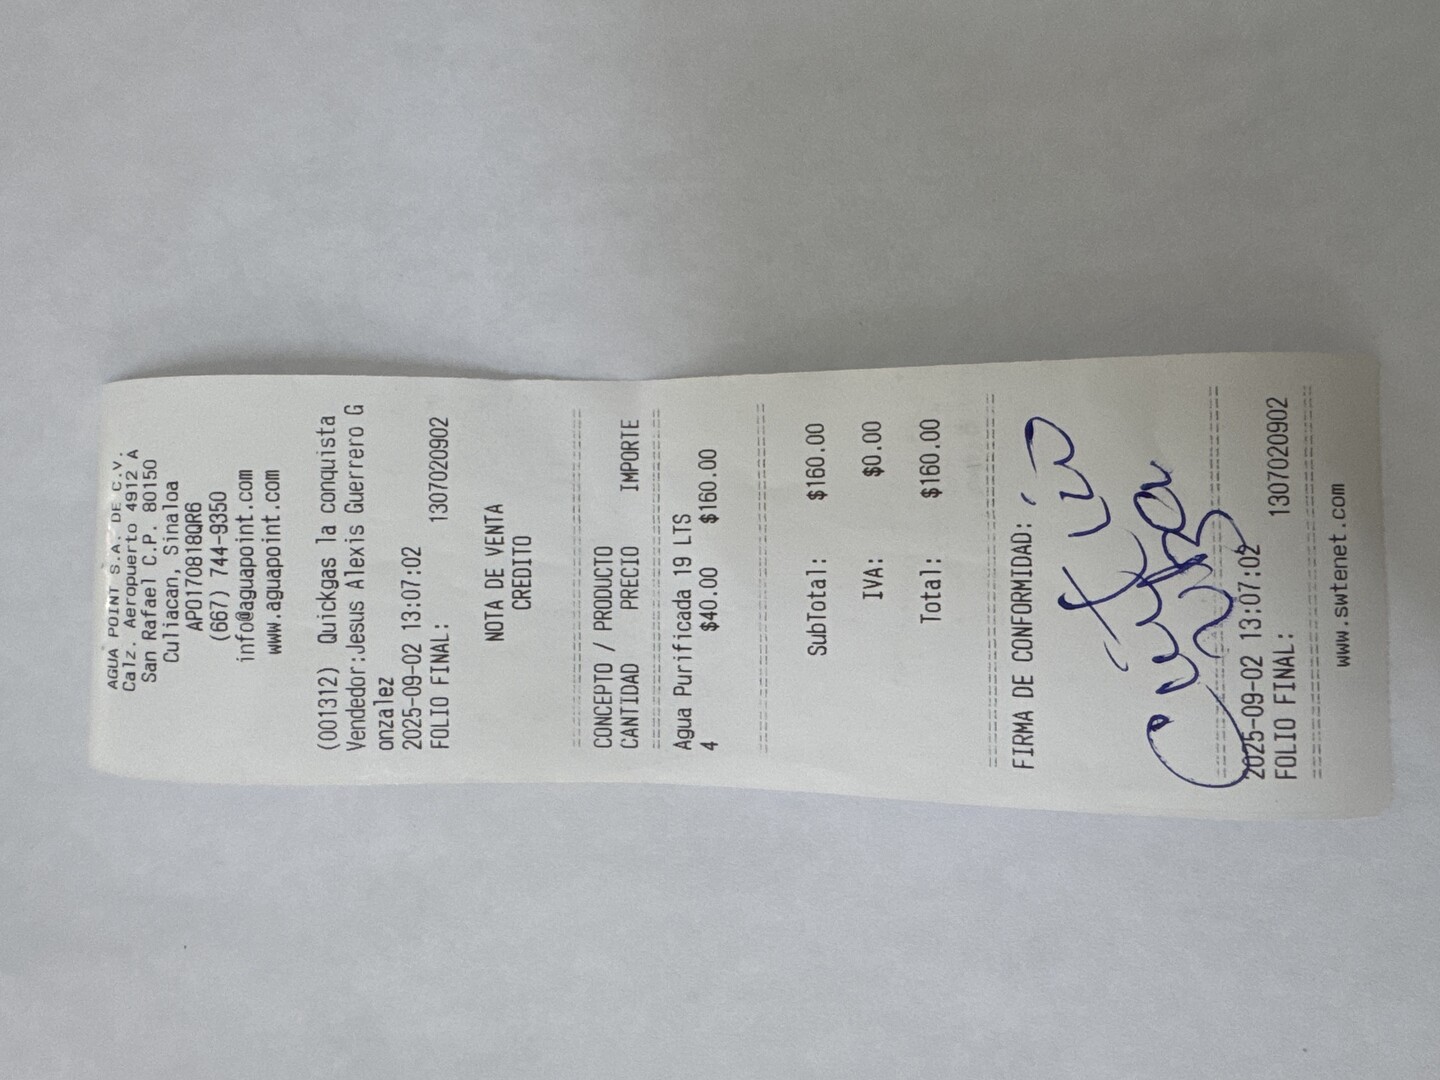 AGUA POINT S.A. DE C.V.
Calz. Aeropuerto 4912 A
San Rafael C.P. 80150
Culiacan, Sinaloa
APO170818QR6
(667) 744-9350
info@aguapoint.com
www.aguapoint.com
(001312) Quickgas la conquista
Vendedor:Jesus Alexis Guerrero G
onzalez
2025-09-02 13:07:02
FOLIO FINAL: 1307020902
NOTA DE VENTA
CREDITO
================================
CONCEPTO / PRODUCTO
CANTIDAD PRECIO IMPORTE
================================
Agua Purificada 19 LTS
4 $40.00 $160.00
================================
SubTotal: $160.00
IVA: $0.00
Total: $160.00
================================
FIRMA DE CONFORMIDAD:
================================
2025-09-02 13:07:02
FOLIO FINAL: 1307020902
================================
www.swtenet.com